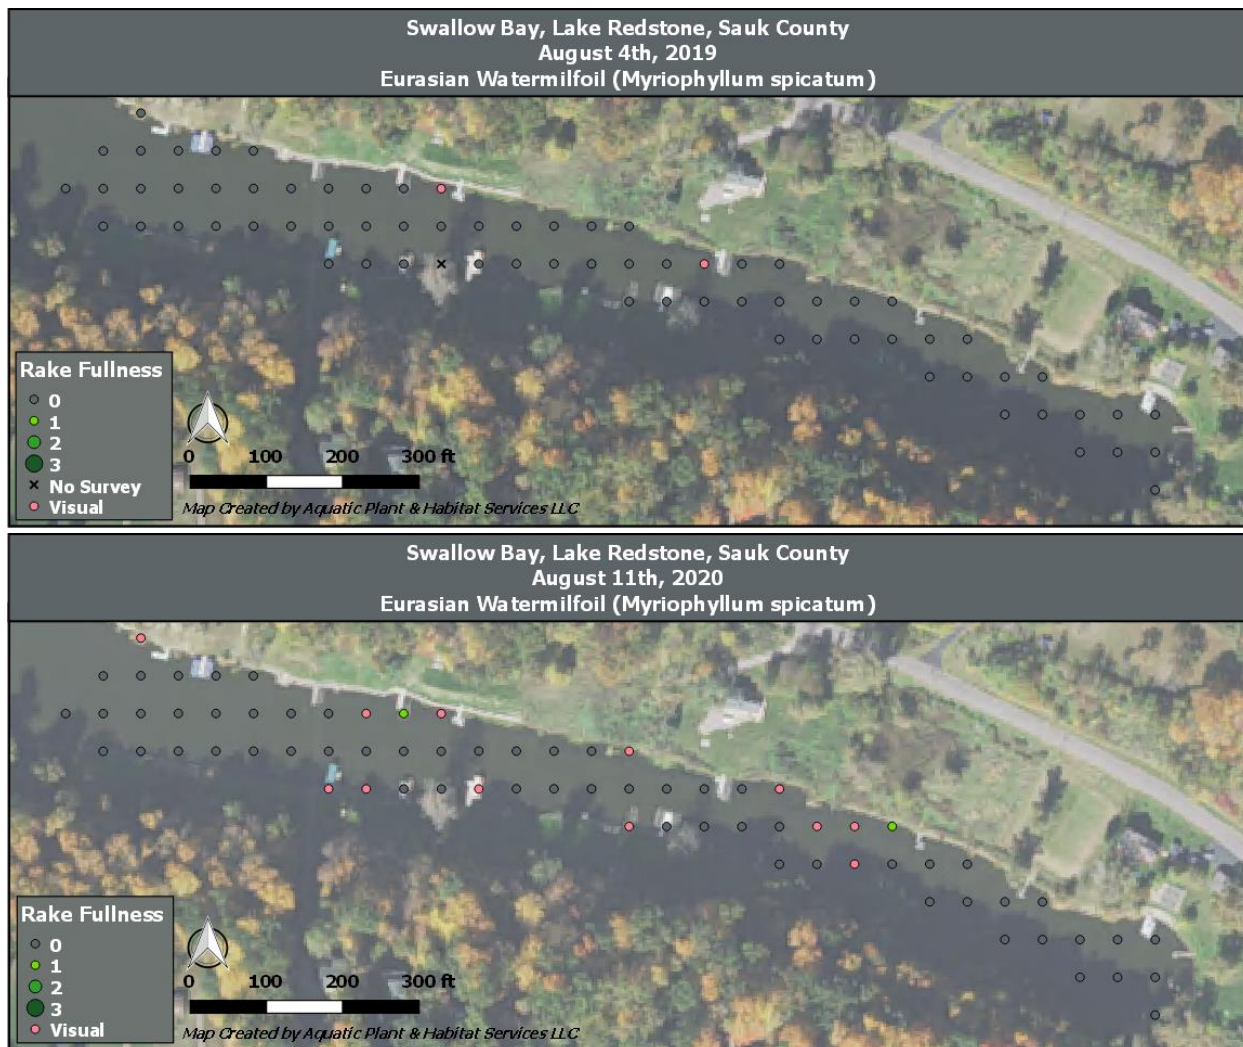 Swallow Bay, Lake Redstone, Sauk County
August 4th, 2019
Eurasian Watermilfoil (Myriophyllum spicatum)
Rake Fullness
0
1
2
3
No Survey
Visual
0 100 200 300 ft
Map Created by Aquatic Plant & Habitat Services LLC
Swallow Bay, Lake Redstone, Sauk County
August 11th, 2020
Eurasian Watermilfoil (Myriophyllum spicatum)
Rake Fullness
0
1
2
3
Visual
0 100 200 300 ft
Map Created by Aquatic Plant & Habitat Services LLC